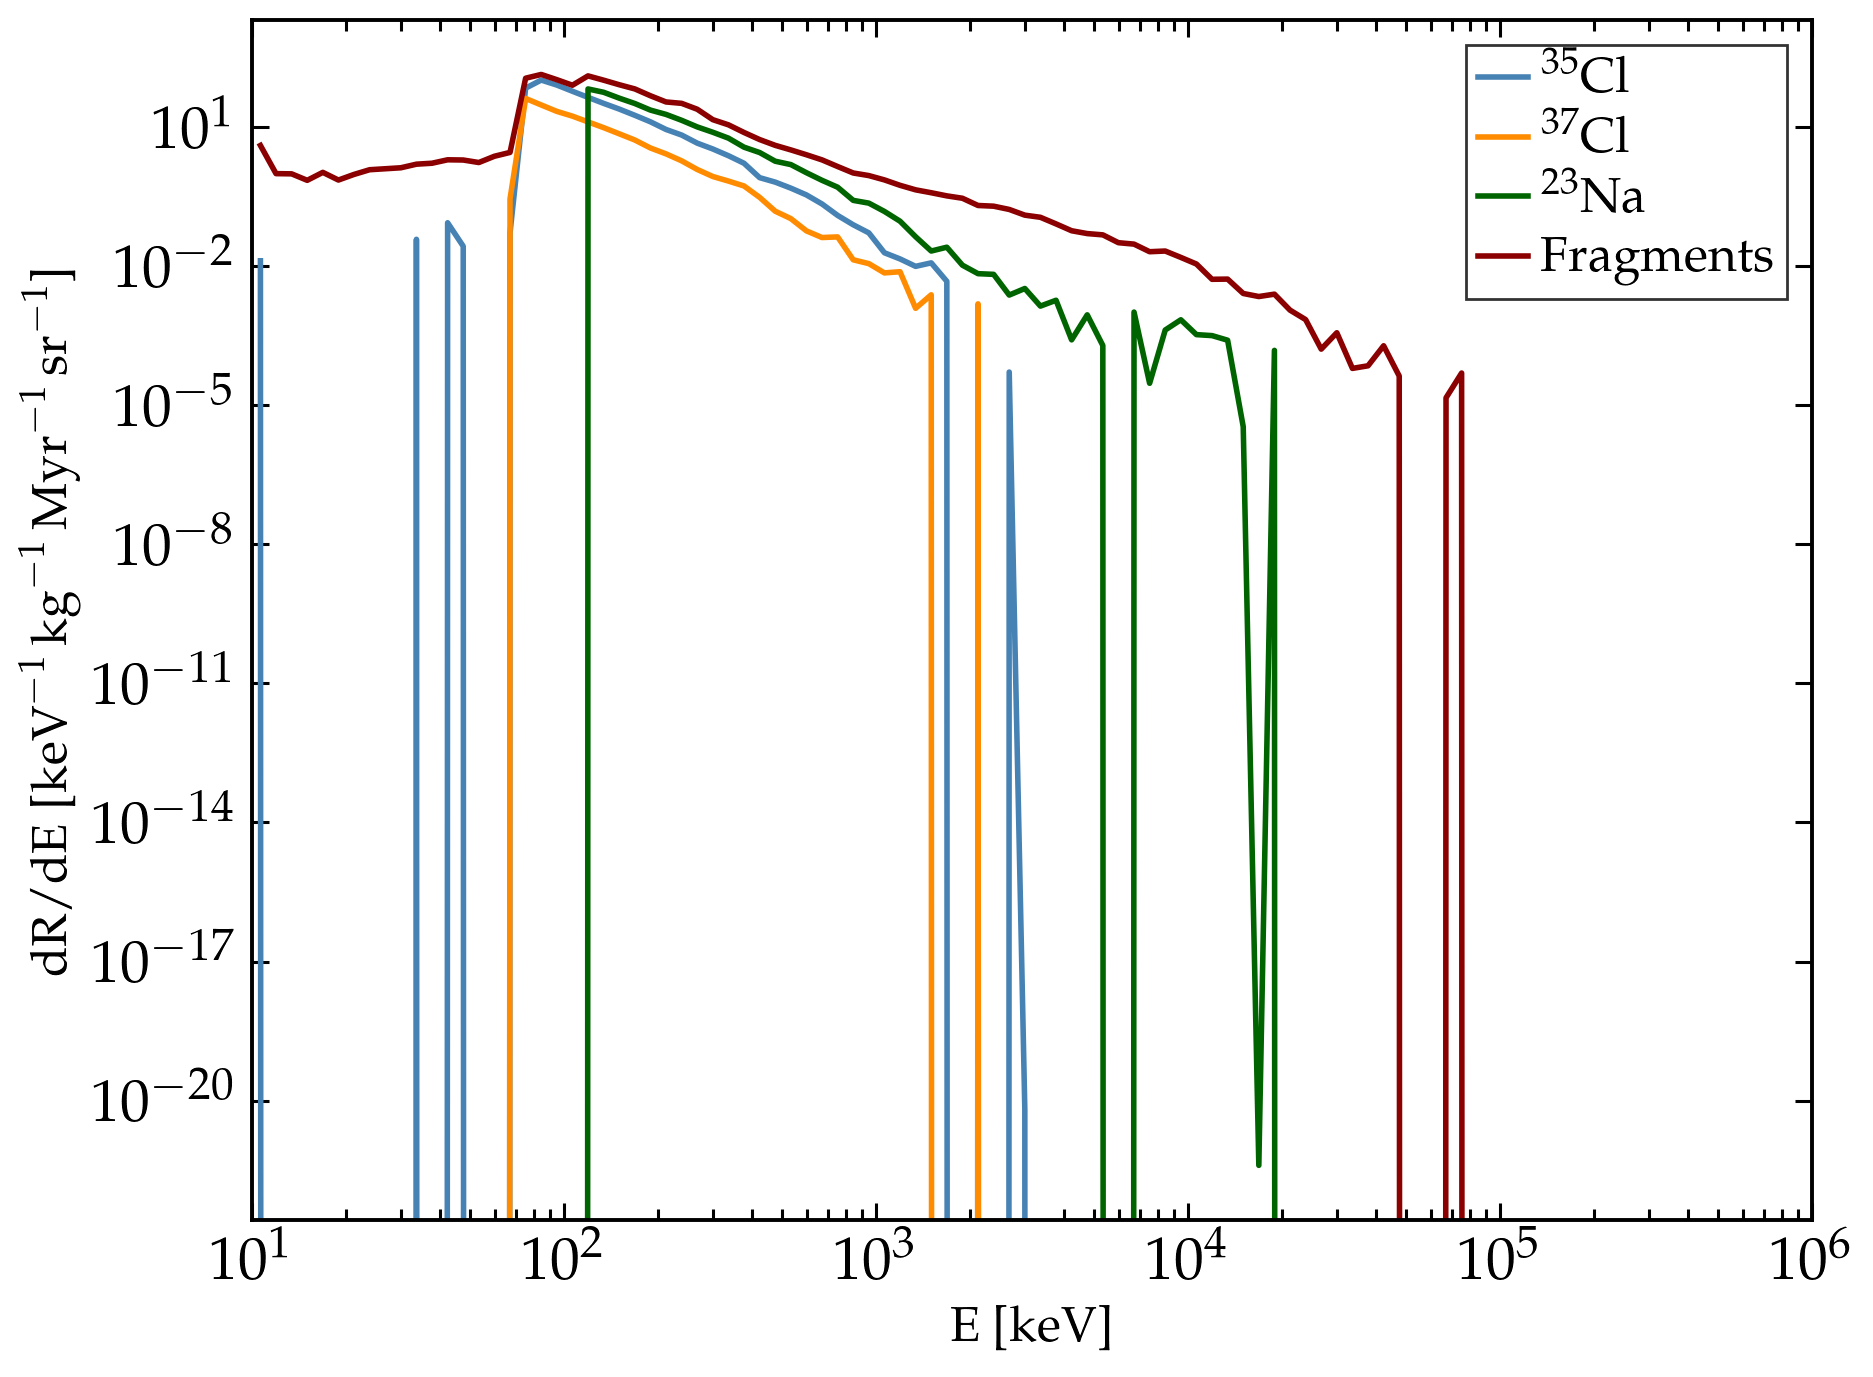 dR/dE [keV⁻¹ kg⁻¹ Myr⁻¹ sr⁻¹]
10¹
10⁻²
10⁻⁵
10⁻⁸
10⁻¹¹
10⁻¹⁴
10⁻¹⁷
10⁻²⁰
³⁵Cl
³⁷Cl
²³Na
Fragments
10¹ 10² 10³ 10⁴ 10⁵ 10⁶
E [keV]